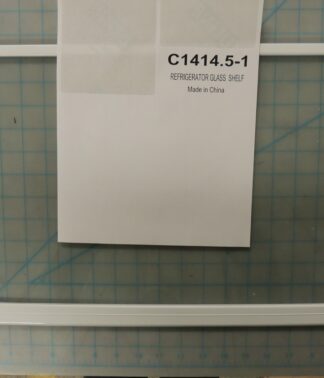 C1414.5-1
REFRIGERATOR GLASS SHELF
Made in China